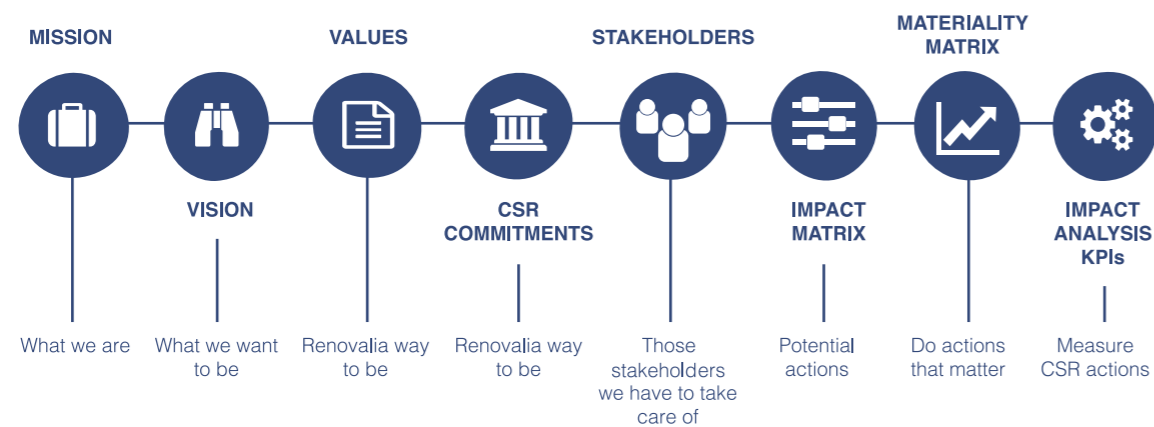 MISSION
What we are
VISION
What we want
to be
VALUES
Renovalia way
to be
CSR
COMMITMENTS
Renovalia way
to be
STAKEHOLDERS
Those
stakeholders
we have to take
care of
IMPACT
MATRIX
Potential
actions
MATERIALITY
MATRIX
Do actions
that matter
IMPACT
ANALYSIS
KPIs
Measure
CSR actions